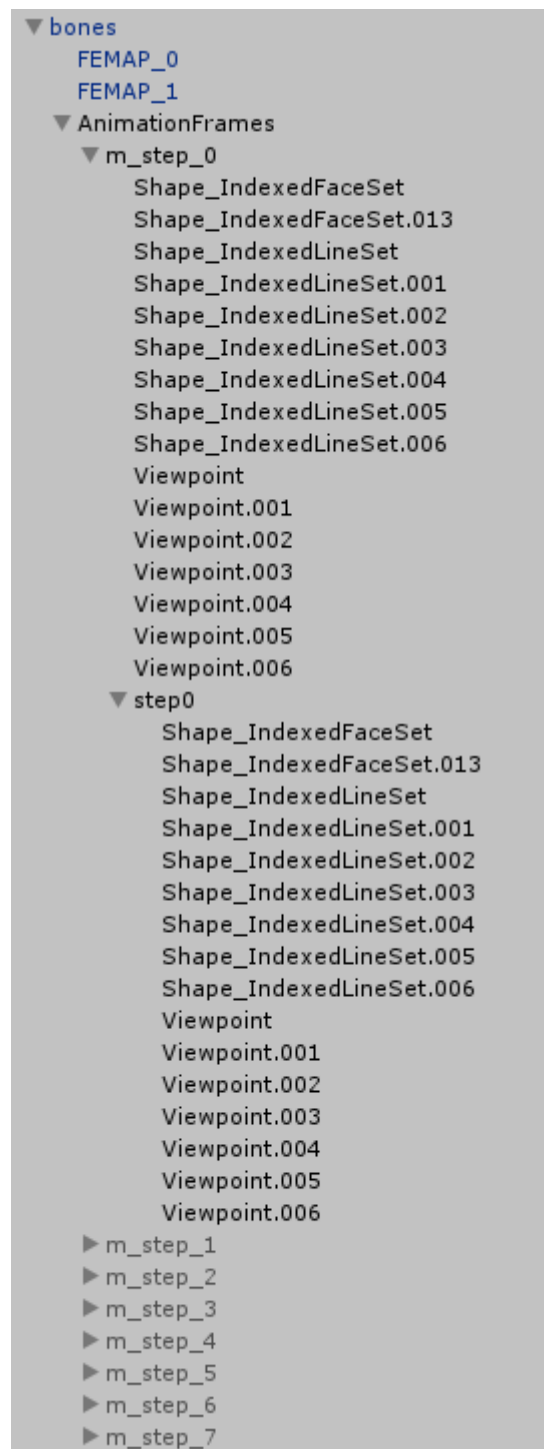 bones
FEMAP_0
FEMAP_1
AnimationFrames
m_step_0
Shape_IndexedFaceSet
Shape_IndexedFaceSet.013
Shape_IndexedLineSet
Shape_IndexedLineSet.001
Shape_IndexedLineSet.002
Shape_IndexedLineSet.003
Shape_IndexedLineSet.004
Shape_IndexedLineSet.005
Shape_IndexedLineSet.006
Viewpoint
Viewpoint.001
Viewpoint.002
Viewpoint.003
Viewpoint.004
Viewpoint.005
Viewpoint.006
step0
Shape_IndexedFaceSet
Shape_IndexedFaceSet.013
Shape_IndexedLineSet
Shape_IndexedLineSet.001
Shape_IndexedLineSet.002
Shape_IndexedLineSet.003
Shape_IndexedLineSet.004
Shape_IndexedLineSet.005
Shape_IndexedLineSet.006
Viewpoint
Viewpoint.001
Viewpoint.002
Viewpoint.003
Viewpoint.004
Viewpoint.005
Viewpoint.006
m_step_1
m_step_2
m_step_3
m_step_4
m_step_5
m_step_6
m_step_7